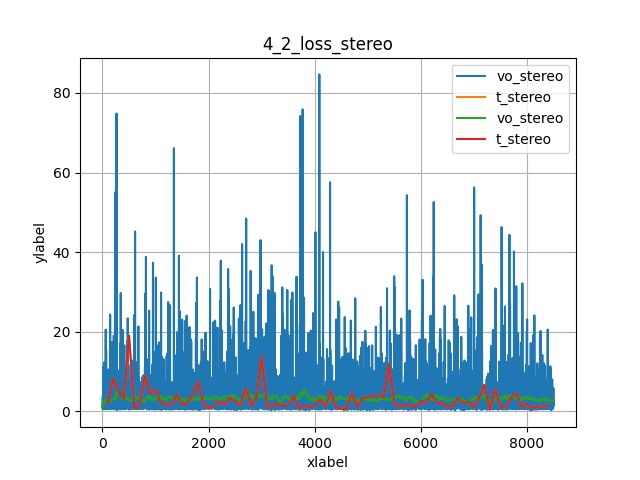 4_2_loss_stereo
vo_stereo
t_stereo
vo_stereo
t_stereo
ylabel
80
60
40
20
0
0 2000 4000 6000 8000
xlabel